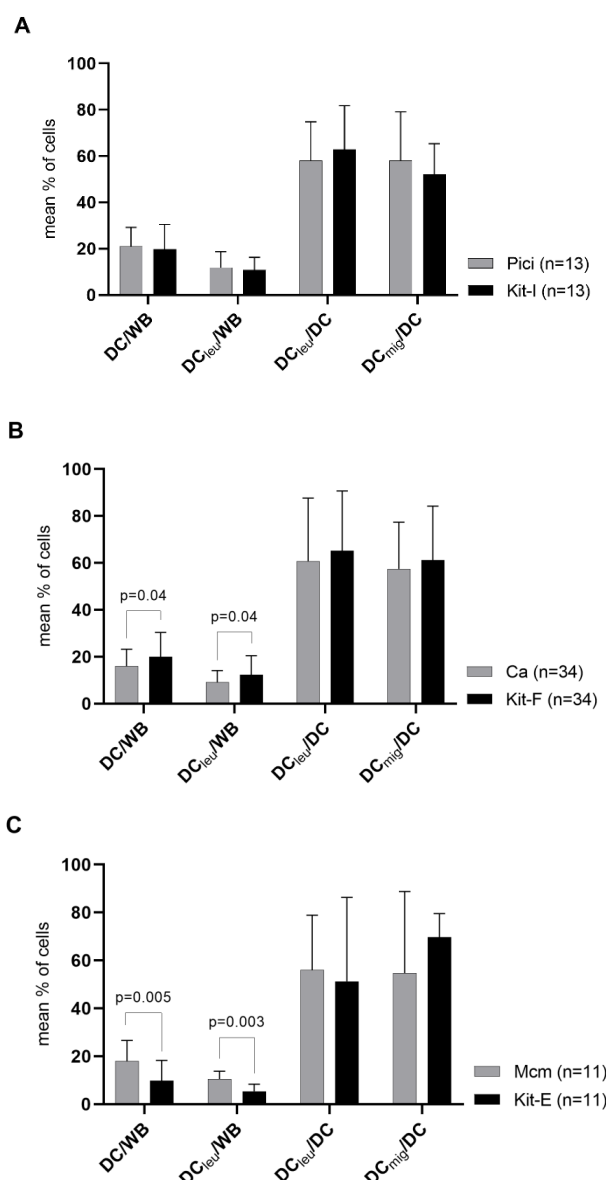 A
mean % of cells
100
80
60
40
20
0
DC/WB
DCleu/WB
DCleu/DC
DCmig/DC
Pici (n=13)
Kit-I (n=13)
B
mean % of cells
100
80
60
40
20
0
p=0.04
p=0.04
DC/WB
DCleu/WB
DCleu/DC
DCmig/DC
Ca (n=34)
Kit-F (n=34)
C
mean % of cells
100
80
60
40
20
0
p=0.005
p=0.003
DC/WB
DCleu/WB
DCleu/DC
DCmig/DC
Mcm (n=11)
Kit-E (n=11)